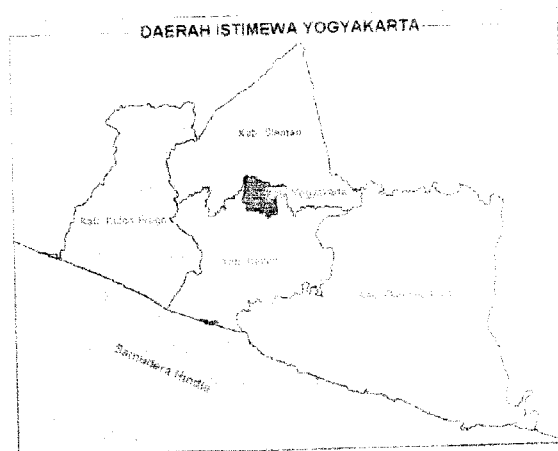 DAERAH ISTIMEWA YOGYAKARTA
Kab. Sleman
Yogyakarta
Kab. Kulon Progo
Kab. Bantul
Kab. Gunung Kidul
Samudera Hindia